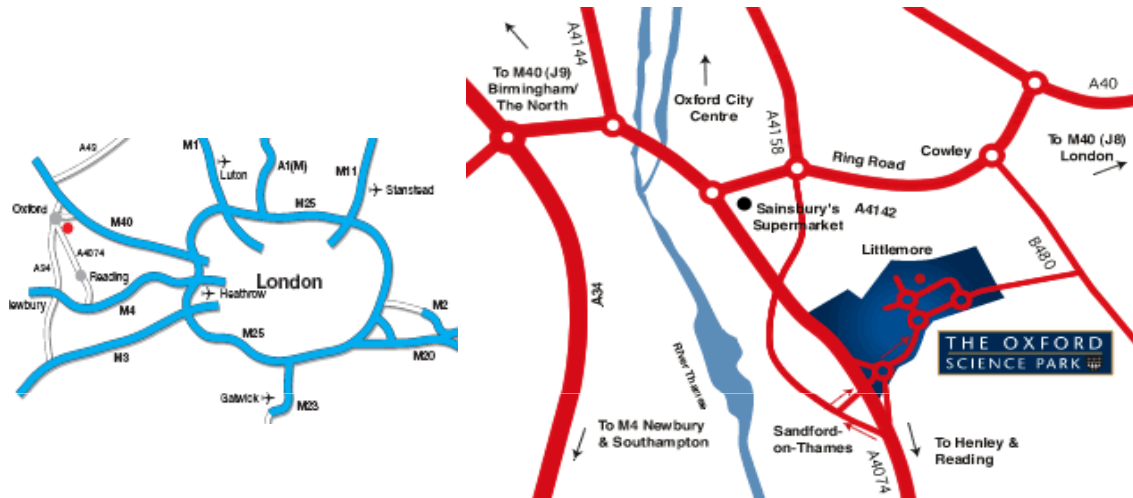 A43
M1
Luton
A1(M)
M11
Stanstead
M25
Oxford
M40
A4074
A34
Reading
ewbury
M4
London
Heathrow
M25
M3
M2
M20
Gatwick
M23
A4144
To M40 (J9)
Birmingham/
The North
Oxford City
Centre
A4158
A40
To M40 (J8)
London
Cowley
Ring Road
A4142
Sainsbury's
Supermarket
Littlemore
B480
A34
River Thames
THE OXFORD
SCIENCE PARK
To M4 Newbury
& Southampton
Sandford-
on-Thames
A4074
To Henley &
Reading